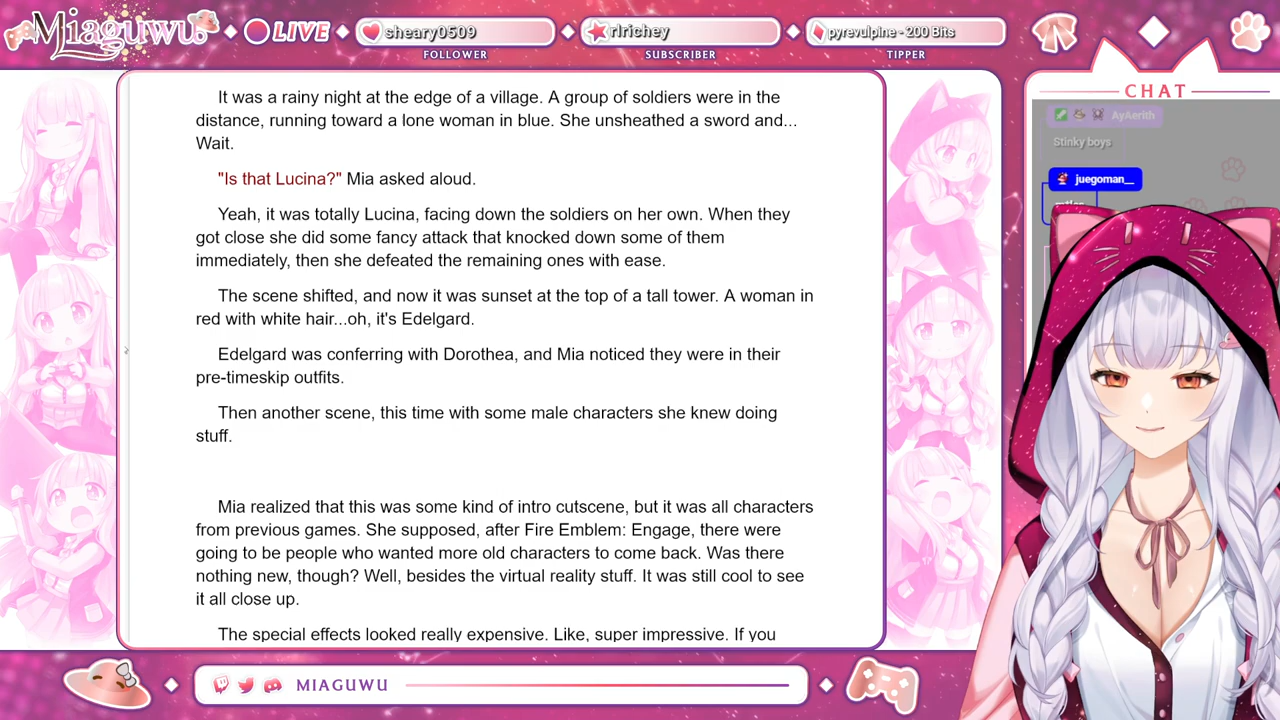 Miaguwu
LIVE
sheary0509
rlrichey
pyrevulpine - 200 Bits
FOLLOWER
SUBSCRIBER
TIPPER
CHAT
AyAerith
Stinky boys
juegoman__
It was a rainy night at the edge of a village. A group of soldiers were in the
distance, running toward a lone woman in blue. She unsheathed a sword and...
Wait.
"Is that Lucina?" Mia asked aloud.
Yeah, it was totally Lucina, facing down the soldiers on her own. When they
got close she did some fancy attack that knocked down some of them
immediately, then she defeated the remaining ones with ease.
The scene shifted, and now it was sunset at the top of a tall tower. A woman in
red with white hair...oh, it's Edelgard.
Edelgard was conferring with Dorothea, and Mia noticed they were in their
pre-timeskip outfits.
Then another scene, this time with some male characters she knew doing
stuff.
Mia realized that this was some kind of intro cutscene, but it was all characters
from previous games. She supposed, after Fire Emblem: Engage, there were
going to be people who wanted more old characters to come back. Was there
nothing new, though? Well, besides the virtual reality stuff. It was still cool to see
it all close up.
The special effects looked really expensive. Like, super impressive. If you
MIAGUWU